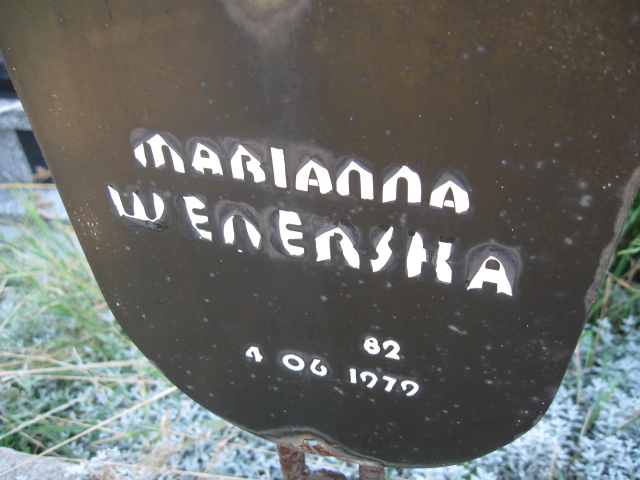 MARIANNA
WENERSKA
82
4 06 1979